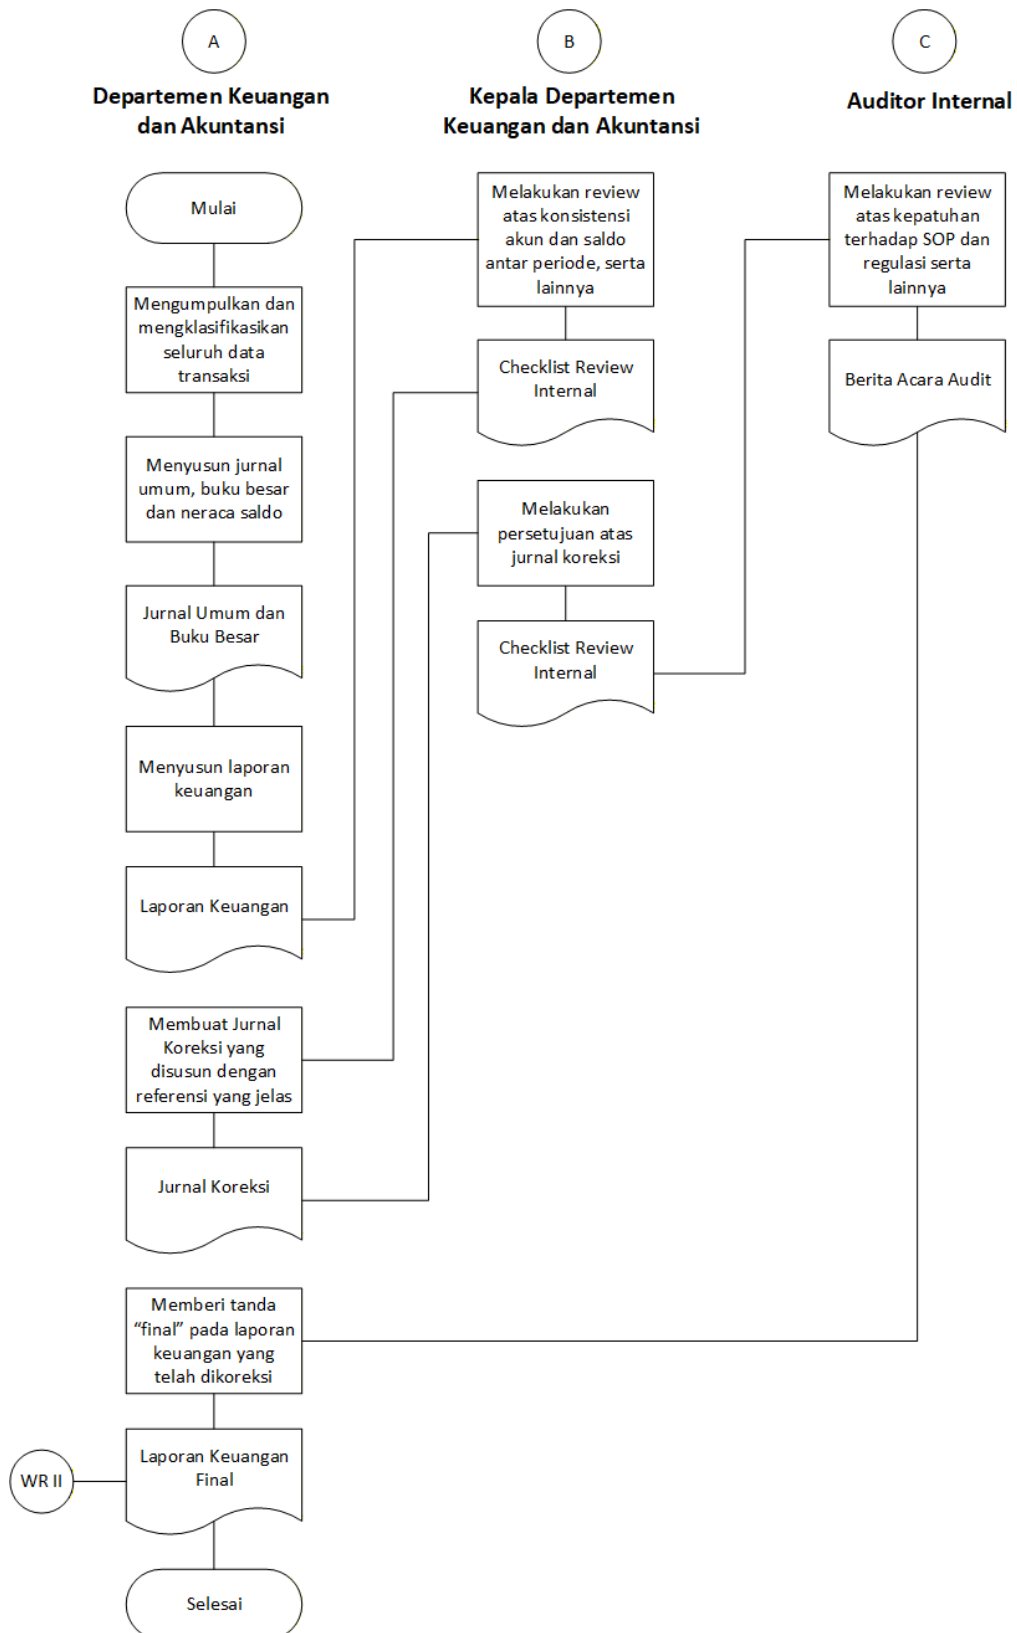 A
Departemen Keuangan
dan Akuntansi
Mulai
Mengumpulkan dan
mengklasifikasikan
seluruh data
transaksi
Menyusun jurnal
umum, buku besar
dan neraca saldo
Jurnal Umum dan
Buku Besar
Menyusun laporan
keuangan
Laporan Keuangan
Membuat Jurnal
Koreksi yang
disusun dengan
referensi yang jelas
Jurnal Koreksi
Memberi tanda
“final” pada laporan
keuangan yang
telah dikoreksi
Laporan Keuangan
Final
WR II
Selesai
B
Kepala Departemen
Keuangan dan Akuntansi
Melakukan review
atas konsistensi
akun dan saldo
antar periode, serta
lainnya
Checklist Review
Internal
Melakukan
persetujuan atas
jurnal koreksi
Checklist Review
Internal
C
Auditor Internal
Melakukan review
atas kepatuhan
terhadap SOP dan
regulasi serta
lainnya
Berita Acara Audit